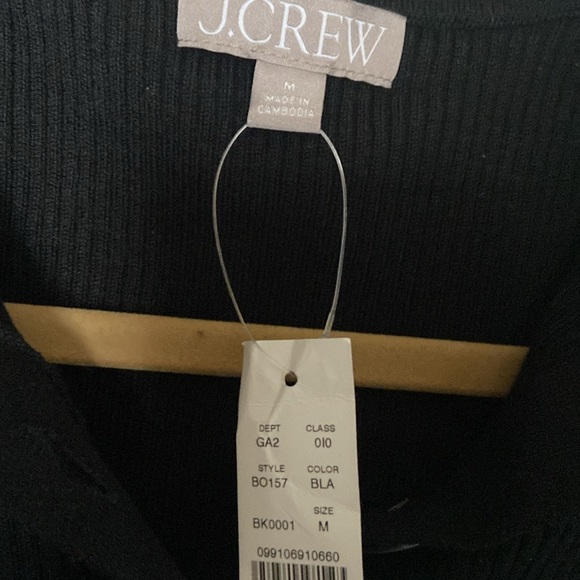 J.CREW
M
MADE IN
CAMBODIA
DEPT CLASS
GA2 010
STYLE COLOR
BO157 BLA
SIZE
BK0001 M
099106910660